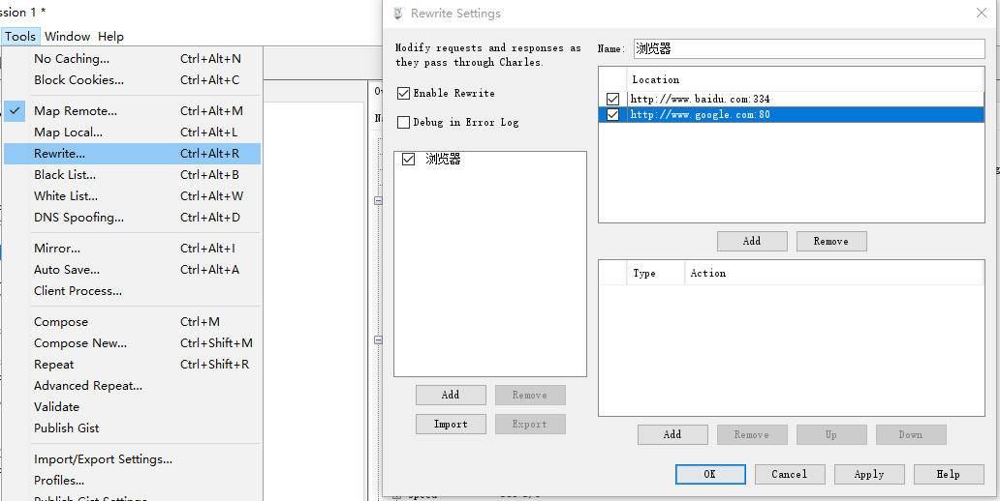 ssion 1 *
Tools Window Help
No Caching... Ctrl+Alt+N
Block Cookies... Ctrl+Alt+C
Map Remote... Ctrl+Alt+M
Map Local... Ctrl+Alt+L
Rewrite... Ctrl+Alt+R
Black List... Ctrl+Alt+B
White List... Ctrl+Alt+W
DNS Spoofing... Ctrl+Alt+D
Mirror... Ctrl+Alt+I
Auto Save... Ctrl+Alt+A
Client Process...
Compose Ctrl+M
Compose New... Ctrl+Shift+M
Repeat Ctrl+Shift+R
Advanced Repeat...
Validate
Publish Gist
Import/Export Settings...
Profiles...
Publish Gist Settings
Rewrite Settings
Modify requests and responses as
they pass through Charles.
Enable Rewrite
Debug in Error Log
浏览器
Add Remove
Import Export
Name: 浏览器
Location
http://www.baidu.com:334
http://www.google.com:80
Add Remove
Type Action
Add Remove Up Down
OK Cancel Apply Help
Speed